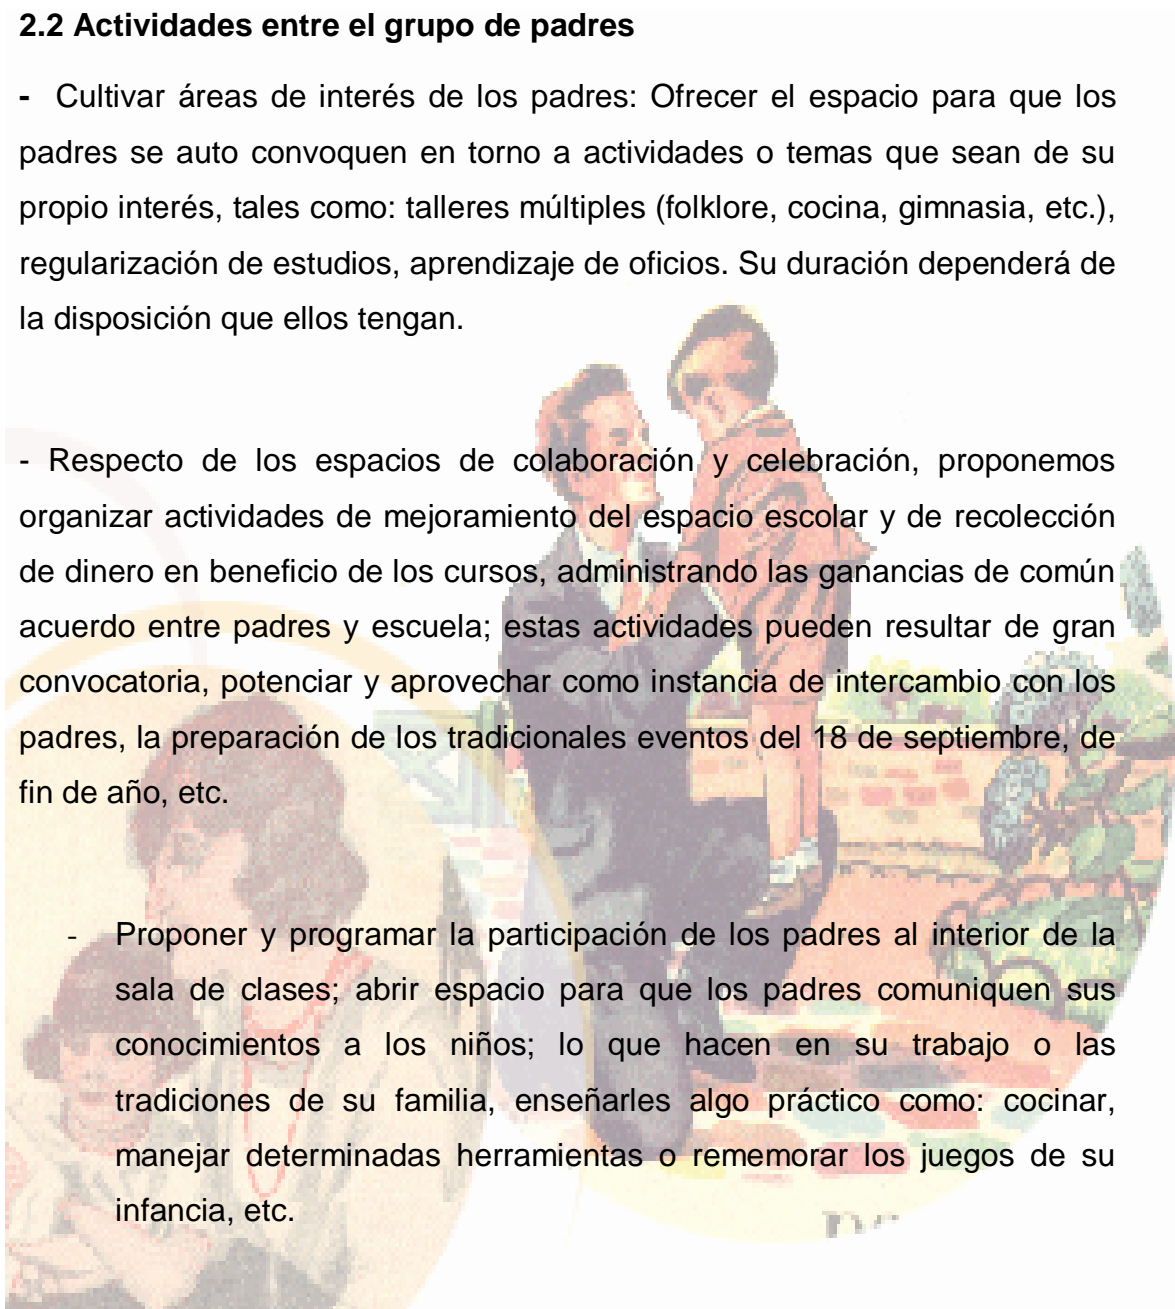 2.2 Actividades entre el grupo de padres
- Cultivar áreas de interés de los padres: Ofrecer el espacio para que los
padres se auto convoquen en torno a actividades o temas que sean de su
propio interés, tales como: talleres múltiples (folklore, cocina, gimnasia, etc.),
regularización de estudios, aprendizaje de oficios. Su duración dependerá de
la disposición que ellos tengan.
- Respecto de los espacios de colaboración y celebración, proponemos
organizar actividades de mejoramiento del espacio escolar y de recolección
de dinero en beneficio de los cursos, administrando las ganancias de común
acuerdo entre padres y escuela; estas actividades pueden resultar de gran
convocatoria, potenciar y aprovechar como instancia de intercambio con los
padres, la preparación de los tradicionales eventos del 18 de septiembre, de
fin de año, etc.
- Proponer y programar la participación de los padres al interior de la
sala de clases; abrir espacio para que los padres comuniquen sus
conocimientos a los niños; lo que hacen en su trabajo o las
tradiciones de su familia, enseñarles algo práctico como: cocinar,
manejar determinadas herramientas o rememorar los juegos de su
infancia, etc.